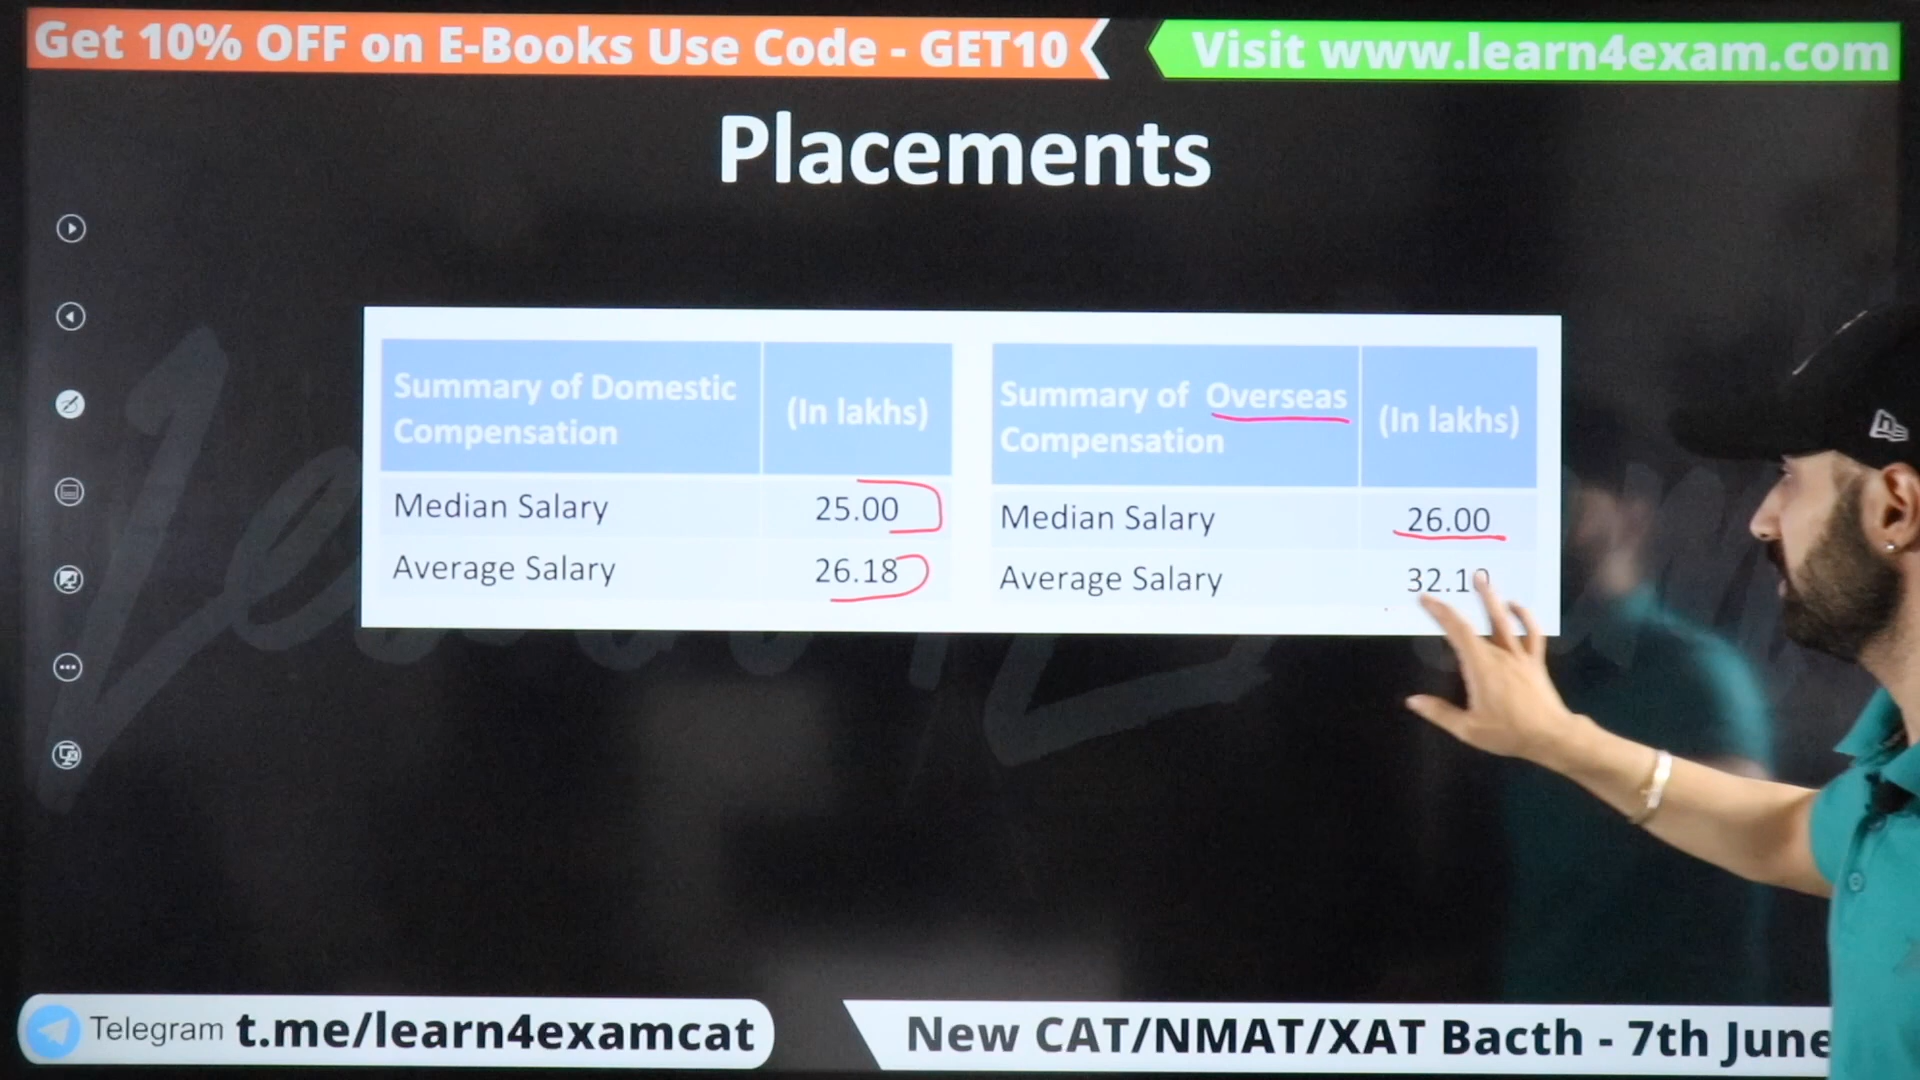 Get 10% OFF on E-Books Use Code - GET10
Visit www.learn4exam.com
Placements
Summary of Domestic
Compensation
(In lakhs)
Median Salary 25.00
Average Salary 26.18
Summary of Overseas
Compensation
(In lakhs)
Median Salary 26.00
Average Salary
Telegram t.me/learn4examcat
New CAT/NMAT/XAT Bacth - 7th June